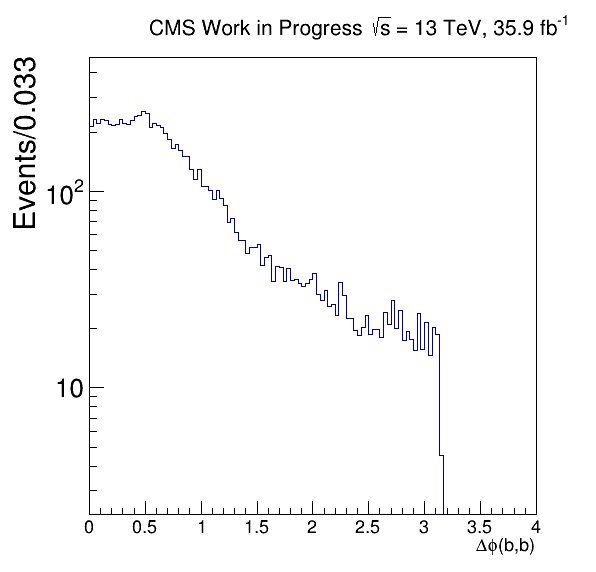 CMS Work in Progress √s = 13 TeV, 35.9 fb⁻¹
Events/0.033
10²
10
0 0.5 1 1.5 2 2.5 3 3.5 4
Δϕ(b,b)